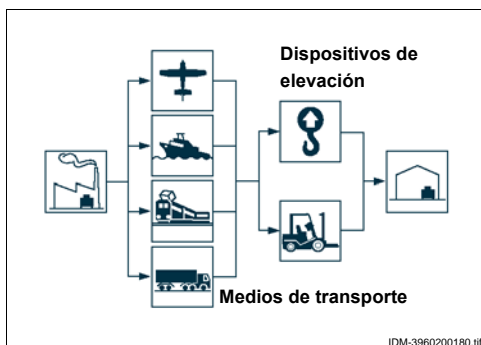 Dispositivos de
elevación
Medios de transporte
IDM-3960200180.tif